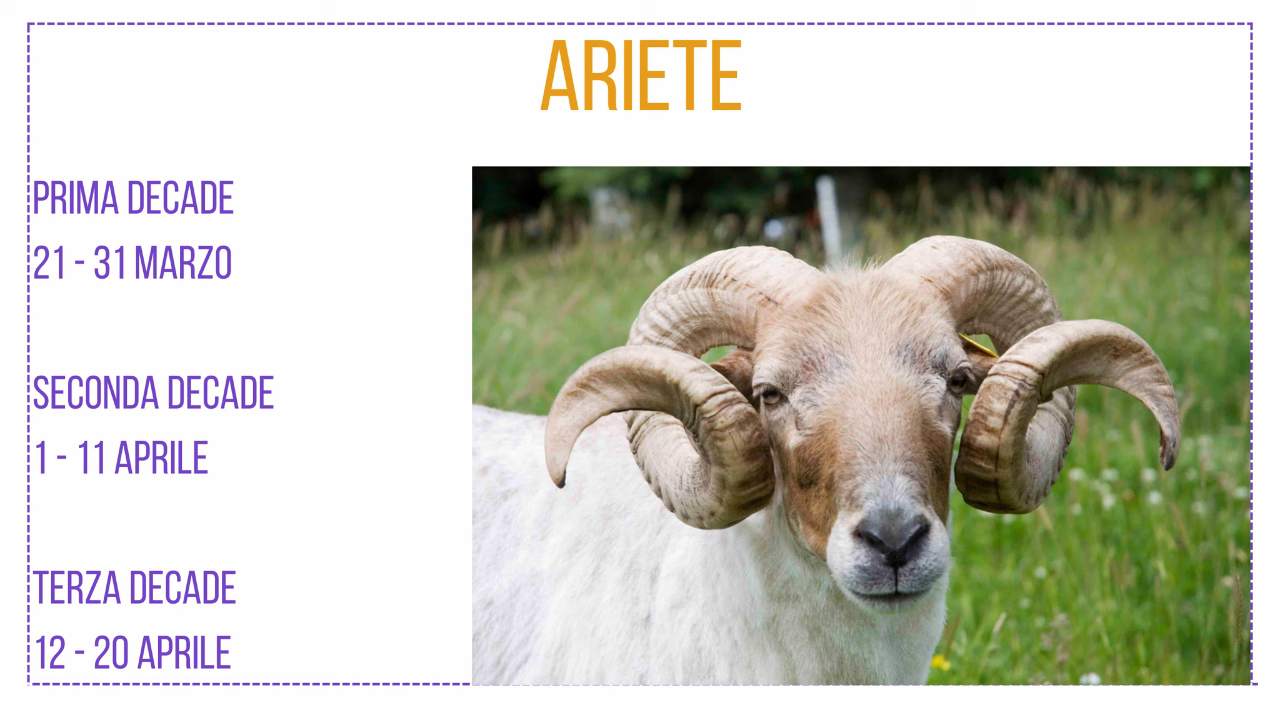 ARIETE
PRIMA DECADE
21 - 31 MARZO
SECONDA DECADE
1 - 11 APRILE
TERZA DECADE
12 - 20 APRILE